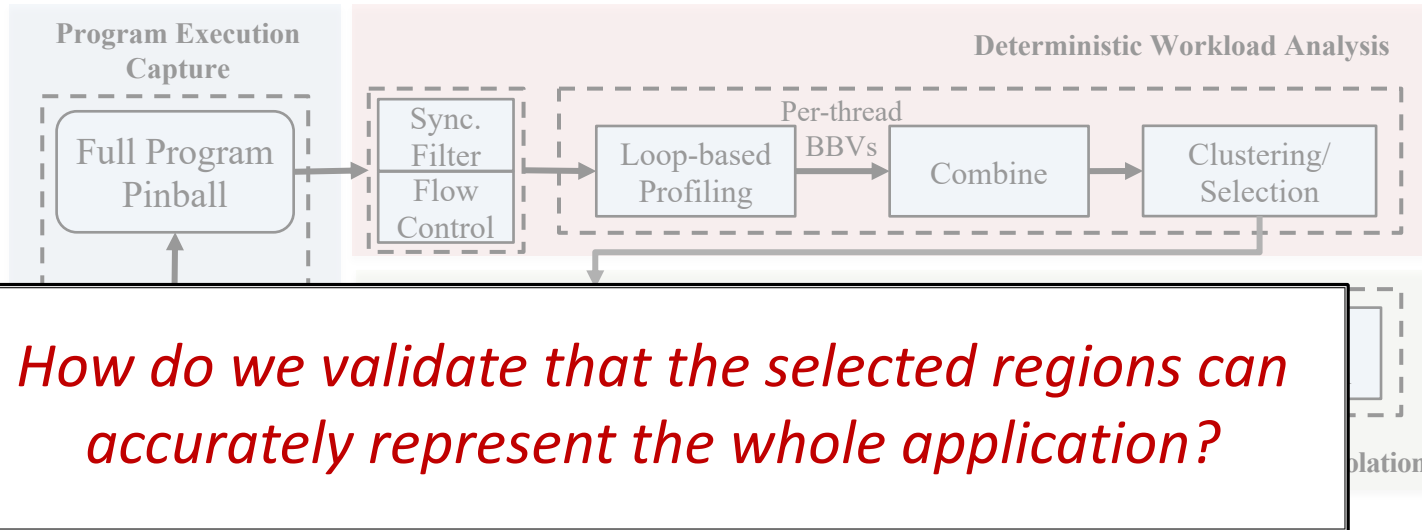 Program Execution
Capture
Deterministic Workload Analysis
Full Program
Pinball
Sync.
Filter
Flow
Control
Loop-based
Profiling
Per-thread
BBVs
Combine
Clustering/
Selection
How do we validate that the selected regions can
accurately represent the whole application?